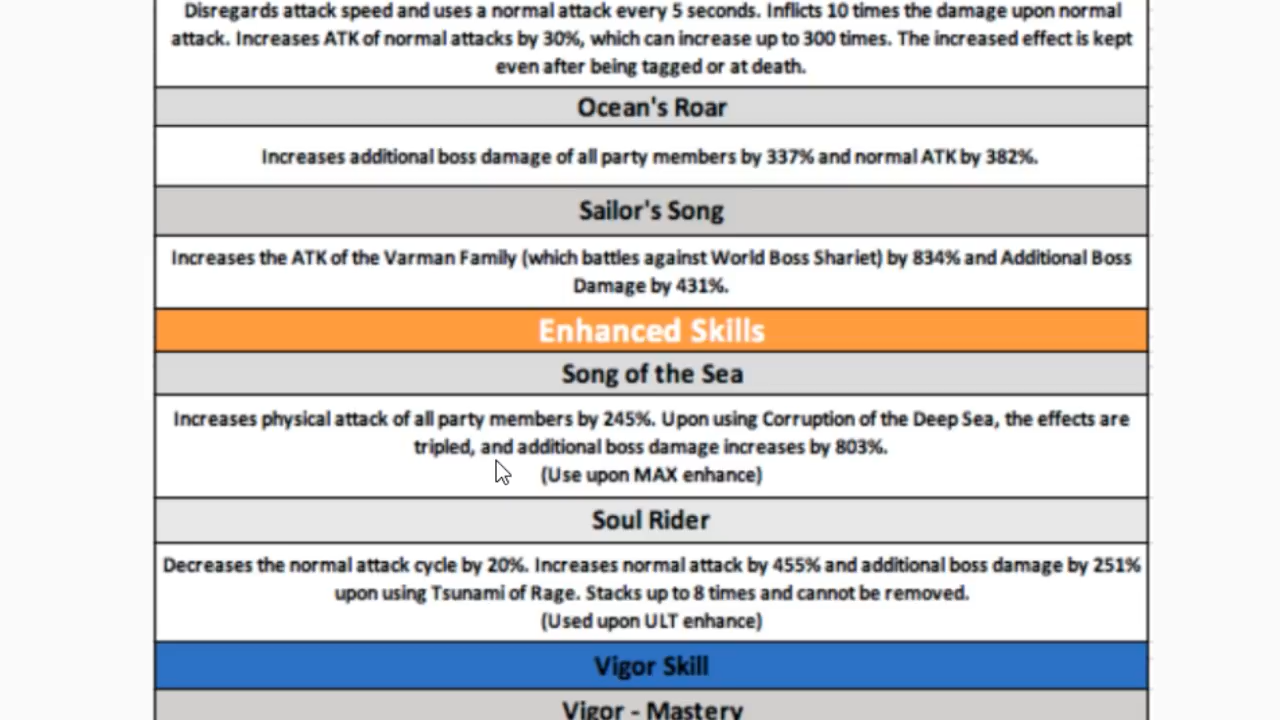 Disregards attack speed and uses a normal attack every 5 seconds. Inflicts 10 times the damage upon normal
attack. Increases ATK of normal attacks by 30%, which can increase up to 300 times. The increased effect is kept
even after being tagged or at death.
Ocean's Roar
Increases additional boss damage of all party members by 337% and normal ATK by 382%.
Sailor's Song
Increases the ATK of the Varman Family (which battles against World Boss Shariet) by 834% and Additional Boss
Damage by 431%.
Enhanced Skills
Song of the Sea
Increases physical attack of all party members by 245%. Upon using Corruption of the Deep Sea, the effects are
tripled, and additional boss damage increases by 803%.
(Use upon MAX enhance)
Soul Rider
Decreases the normal attack cycle by 20%. Increases normal attack by 455% and additional boss damage by 251%
upon using Tsunami of Rage. Stacks up to 8 times and cannot be removed.
(Used upon ULT enhance)
Vigor Skill
Vigor - Mastery